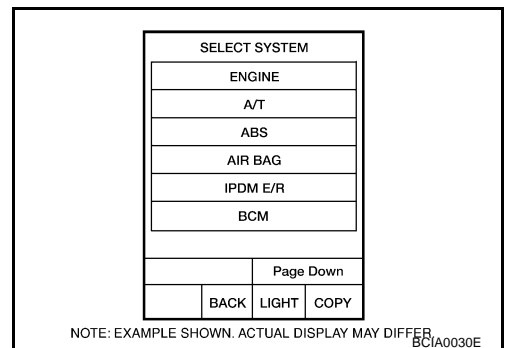 SELECT SYSTEM
ENGINE
A/T
ABS
AIR BAG
IPDM E/R
BCM
Page Down
BACK LIGHT COPY
NOTE: EXAMPLE SHOWN. ACTUAL DISPLAY MAY DIFFER.
BCIA0030E